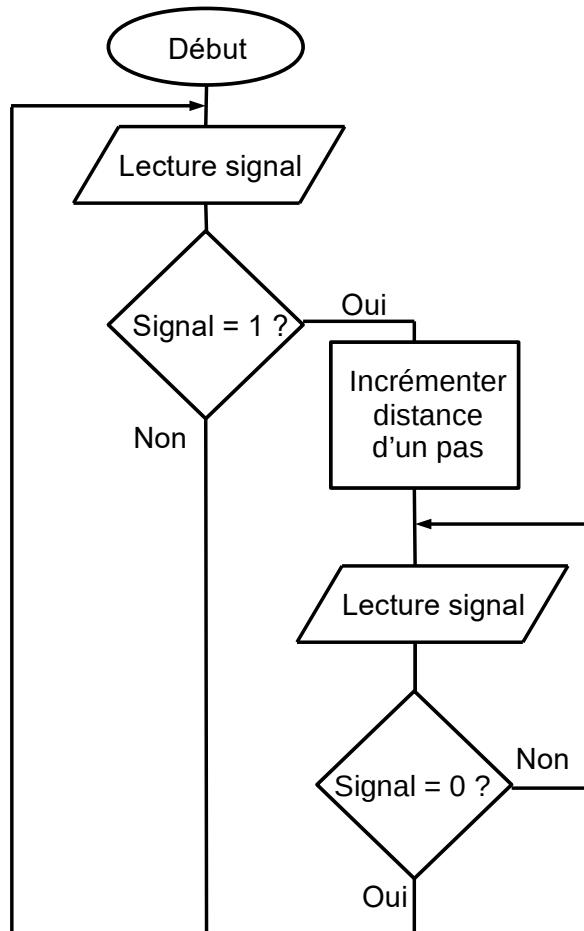 Début
Lecture signal
Signal = 1 ?
Oui
Non
Incrémenter
distance
d’un pas
Lecture signal
Signal = 0 ?
Non
Oui